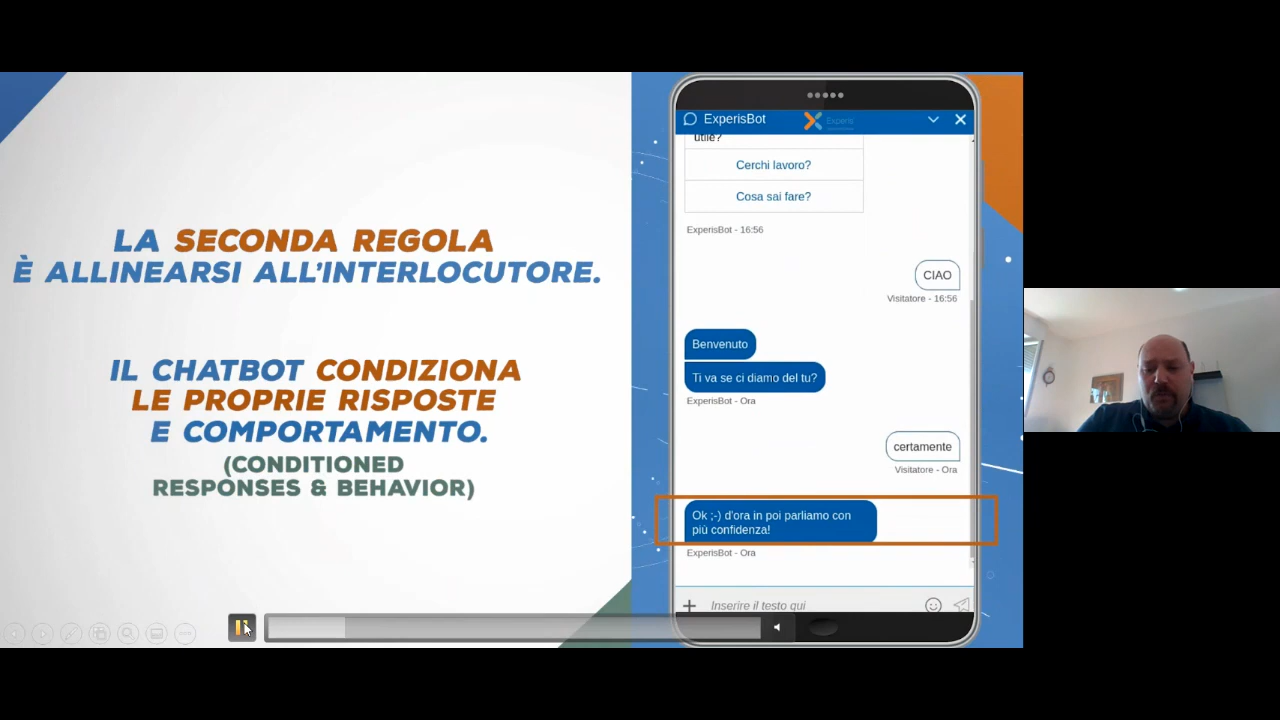 LA SECONDA REGOLA
È ALLINEARSI ALL'INTERLOCUTORE.
IL CHATBOT CONDIZIONA
LE PROPRIE RISPOSTE
E COMPORTAMENTO.
(CONDITIONED
RESPONSES & BEHAVIOR)
ExperisBot
Experis
utile?
Cerchi lavoro?
Cosa sai fare?
ExperisBot - 16:56
CIAO
Visitatore - 16:56
Benvenuto
Ti va se ci diamo del tu?
ExperisBot - Ora
certamente
Visitatore - Ora
Ok ;-) d'ora in poi parliamo con
più confidenza!
ExperisBot - Ora
Inserire il testo qui